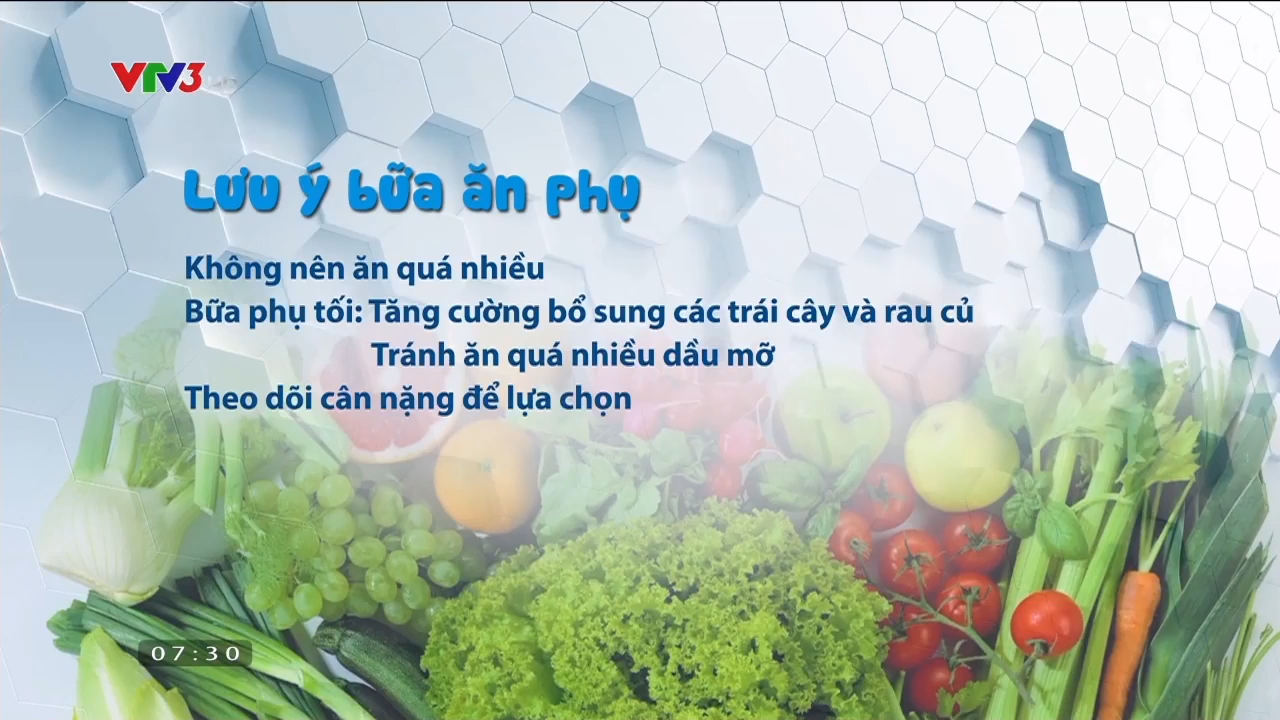 VTV3 HD
Lưu ý bữa ăn phụ
Không nên ăn quá nhiều
Bữa phụ tối: Tăng cường bổ sung các trái cây và rau củ
Tránh ăn quá nhiều dầu mỡ
Theo dõi cân nặng để lựa chọn
07:30